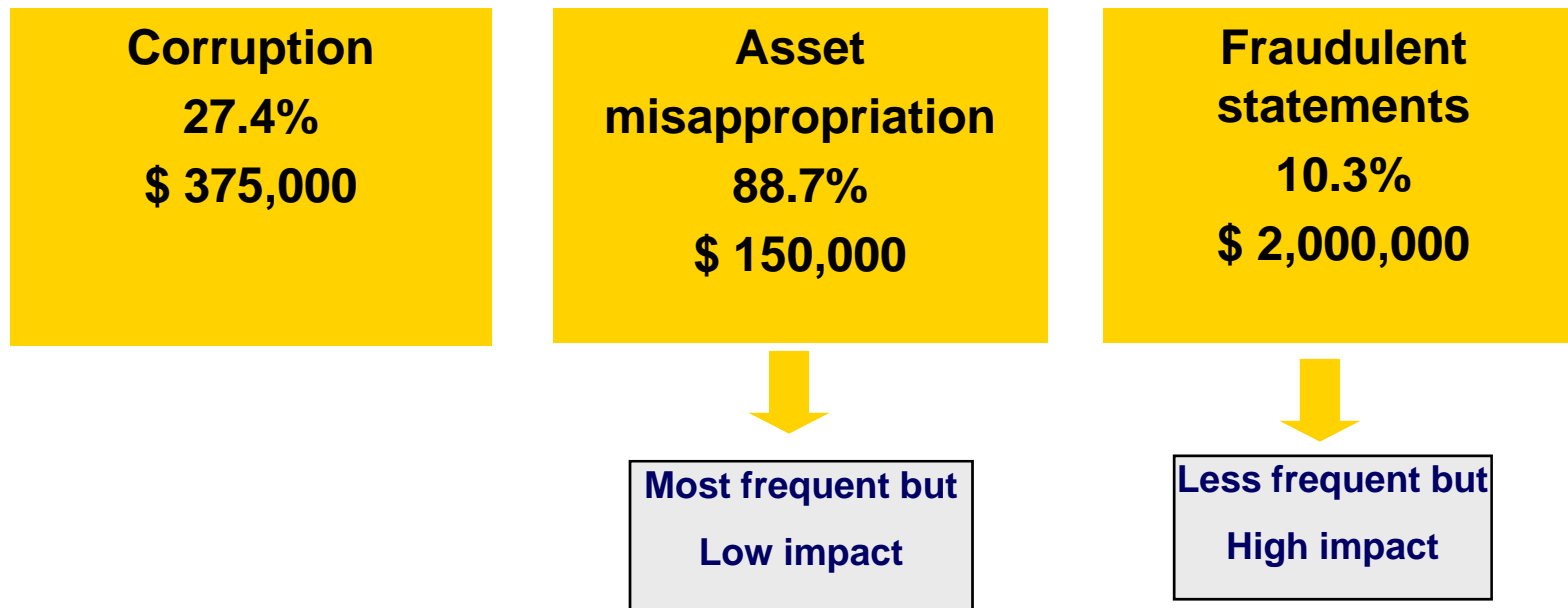 Corruption
27.4%
$ 375,000
Asset
misappropriation
88.7%
$ 150,000
Fraudulent
statements
10.3%
$ 2,000,000
Most frequent but
Low impact
Less frequent but
High impact